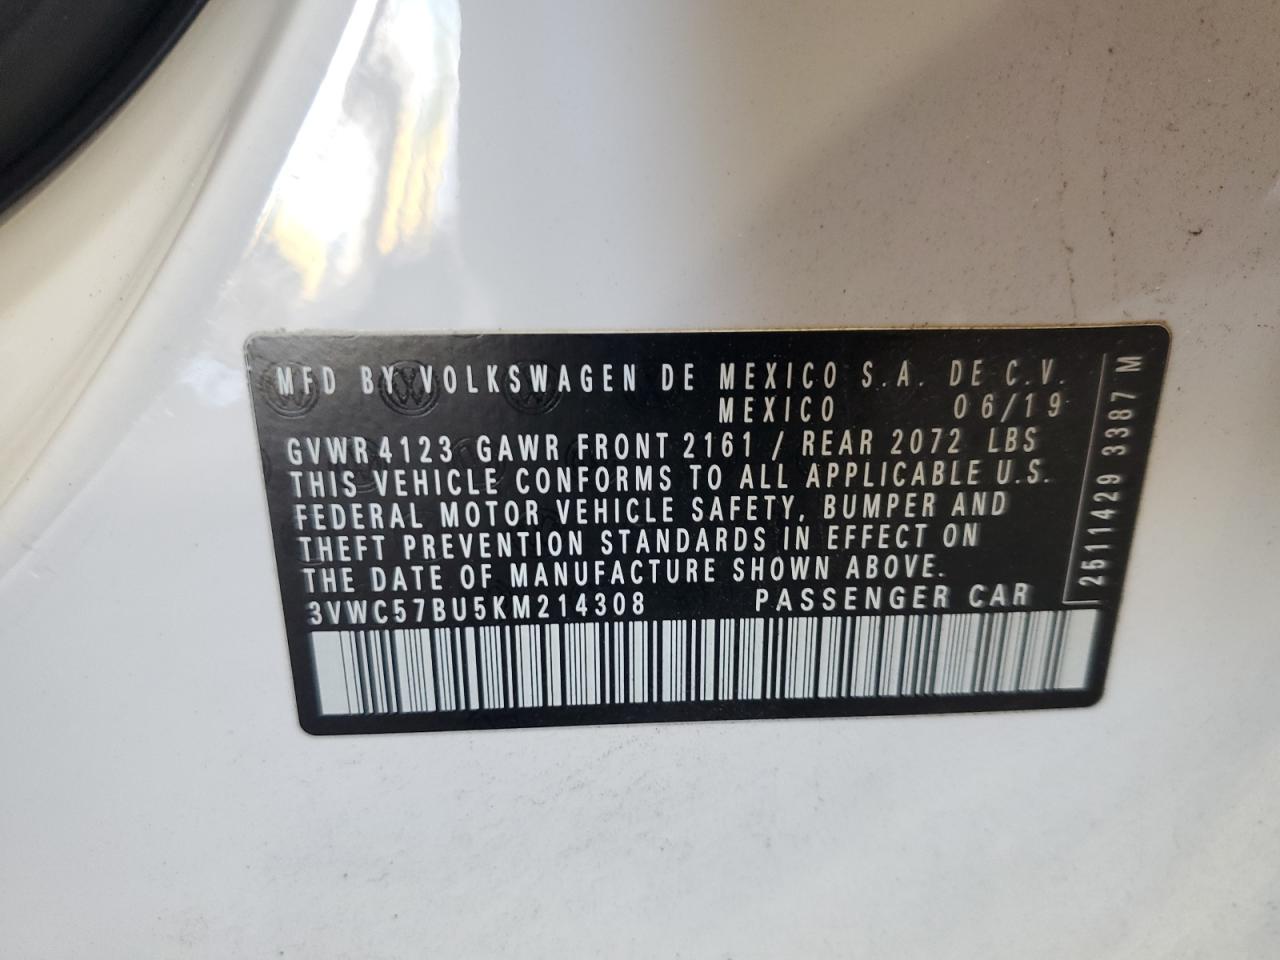 MFD BY VOLKSWAGEN DE MEXICO S.A. DE C.V.
MEXICO 06/19
GVWR 4123 GAWR FRONT 2161 / REAR 2072 LBS
THIS VEHICLE CONFORMS TO ALL APPLICABLE U.S.
FEDERAL MOTOR VEHICLE SAFETY, BUMPER AND
THEFT PREVENTION STANDARDS IN EFFECT ON
THE DATE OF MANUFACTURE SHOWN ABOVE.
3VWC57BU5KM214308 PASSENGER CAR
2511429 3387 M